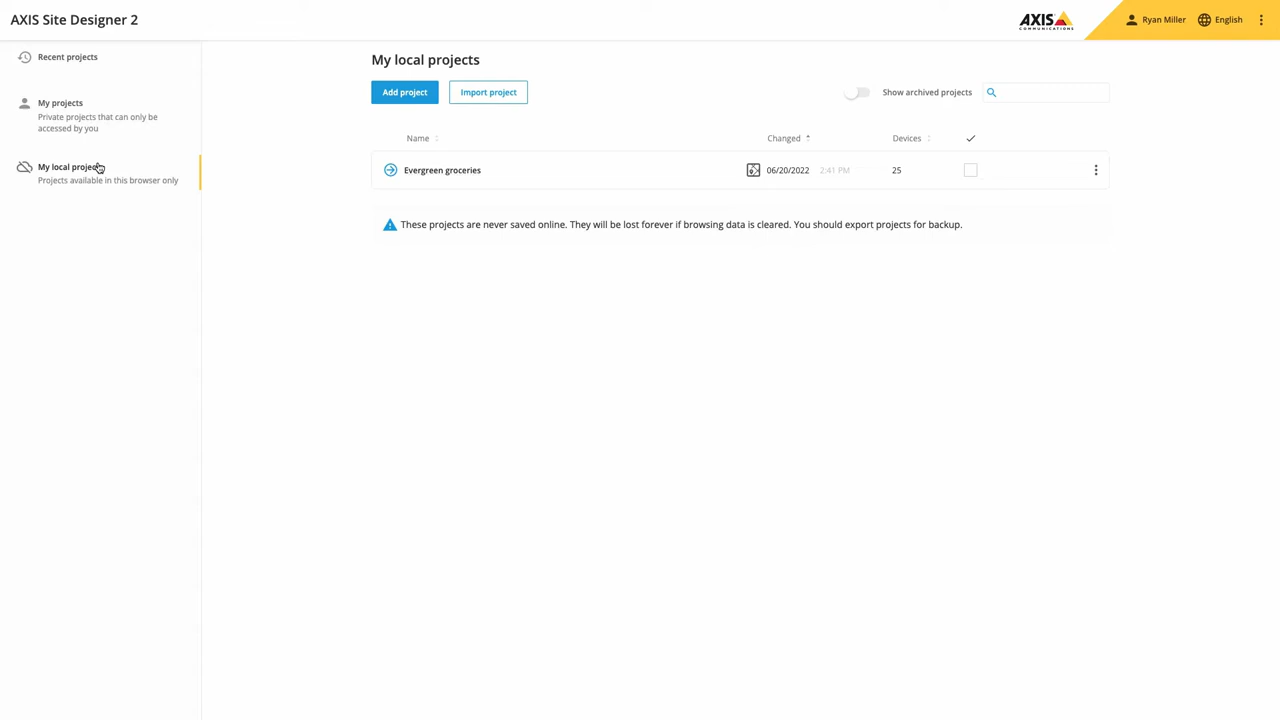 AXIS Site Designer 2
AXIS
COMMUNICATIONS
Ryan Miller
English
Recent projects
My projects
Private projects that can only be
accessed by you
My local projects
Projects available in this browser only
My local projects
Add project
Import project
Show archived projects
Name
Changed
Devices
Evergreen groceries
06/20/2022
2:41 PM
25
These projects are never saved online. They will be lost forever if browsing data is cleared. You should export projects for backup.